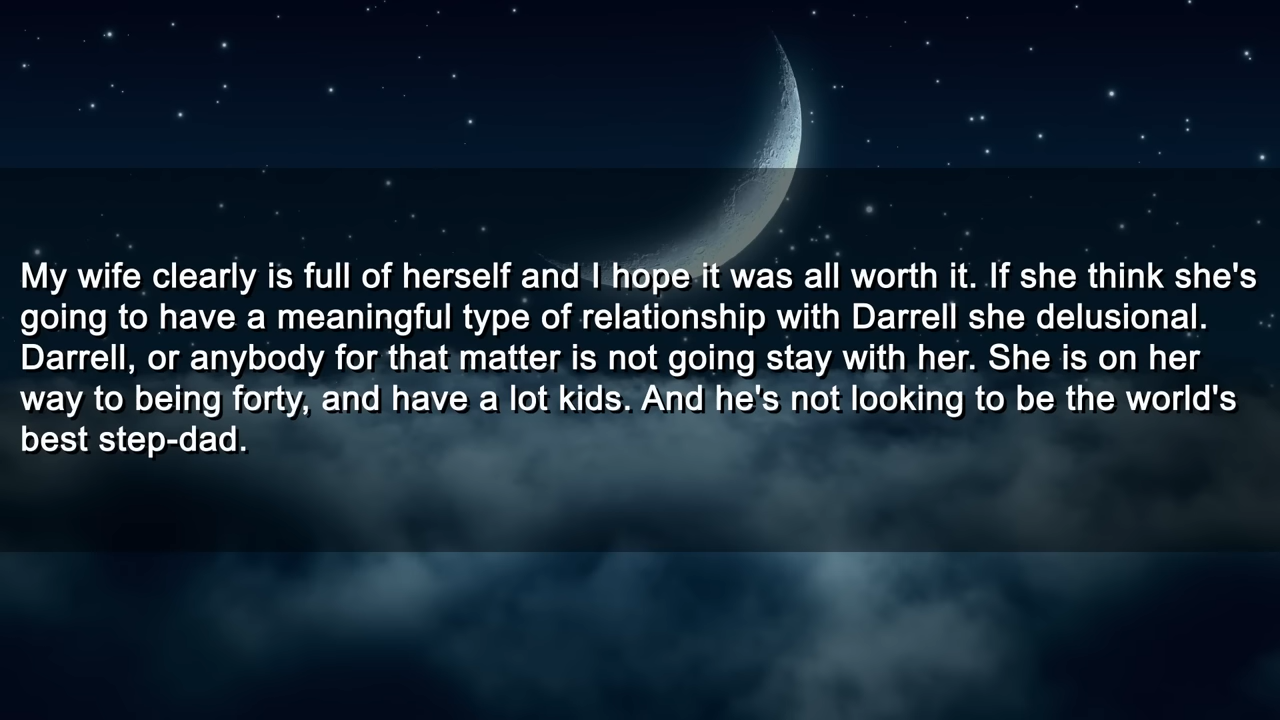 My wife clearly is full of herself and I hope it was all worth it. If she think she's
going to have a meaningful type of relationship with Darrell she delusional.
Darrell, or anybody for that matter is not going stay with her. She is on her
way to being forty, and have a lot kids. And he's not looking to be the world's
best step-dad.